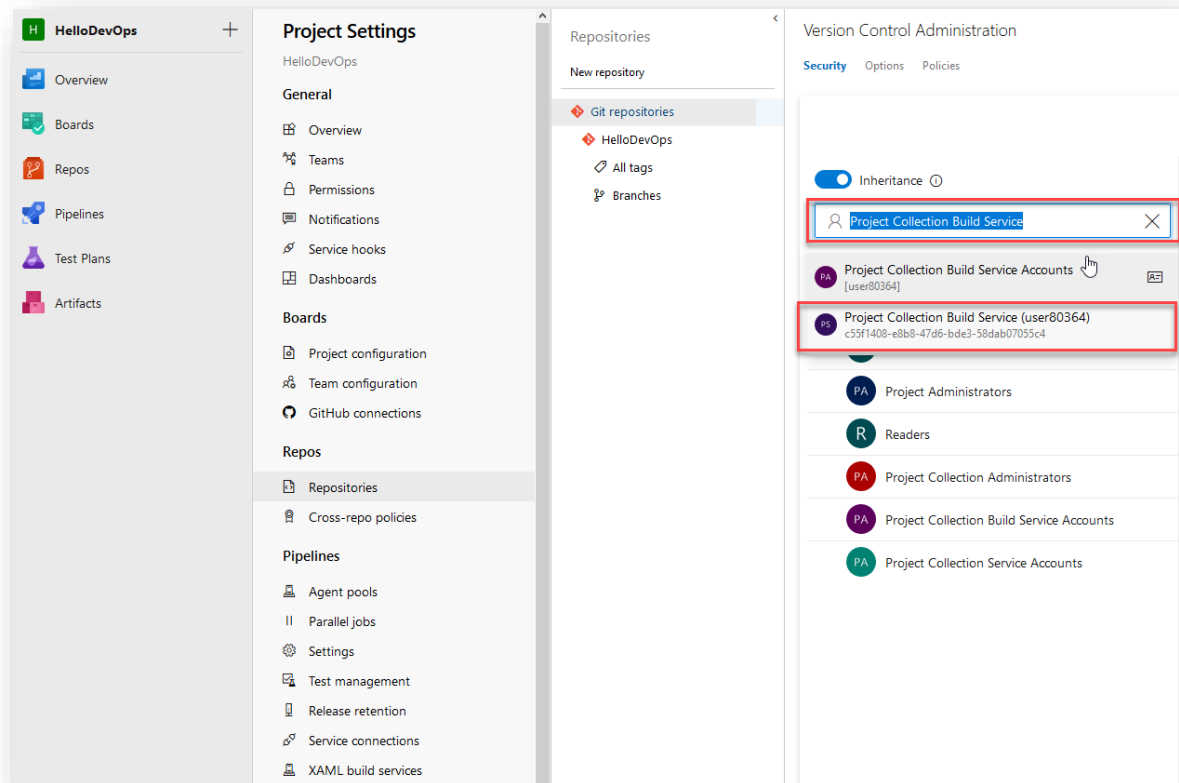 H HelloDevOps
Overview
Boards
Repos
Pipelines
Test Plans
Artifacts
Project Settings
HelloDevOps
General
Overview
Teams
Permissions
Notifications
Service hooks
Dashboards
Boards
Project configuration
Team configuration
GitHub connections
Repos
Repositories
Cross-repo policies
Pipelines
Agent pools
Parallel jobs
Settings
Test management
Release retention
Service connections
XAML build services
Repositories
New repository
Git repositories
HelloDevOps
All tags
Branches
Version Control Administration
Security Options Policies
Inheritance
Project Collection Build Service
PA Project Collection Build Service Accounts
[user80364]
PS Project Collection Build Service (user80364)
c55f1408-e8b8-47d6-bde3-58dab07055c4
PA Project Administrators
R Readers
PA Project Collection Administrators
PA Project Collection Build Service Accounts
PA Project Collection Service Accounts